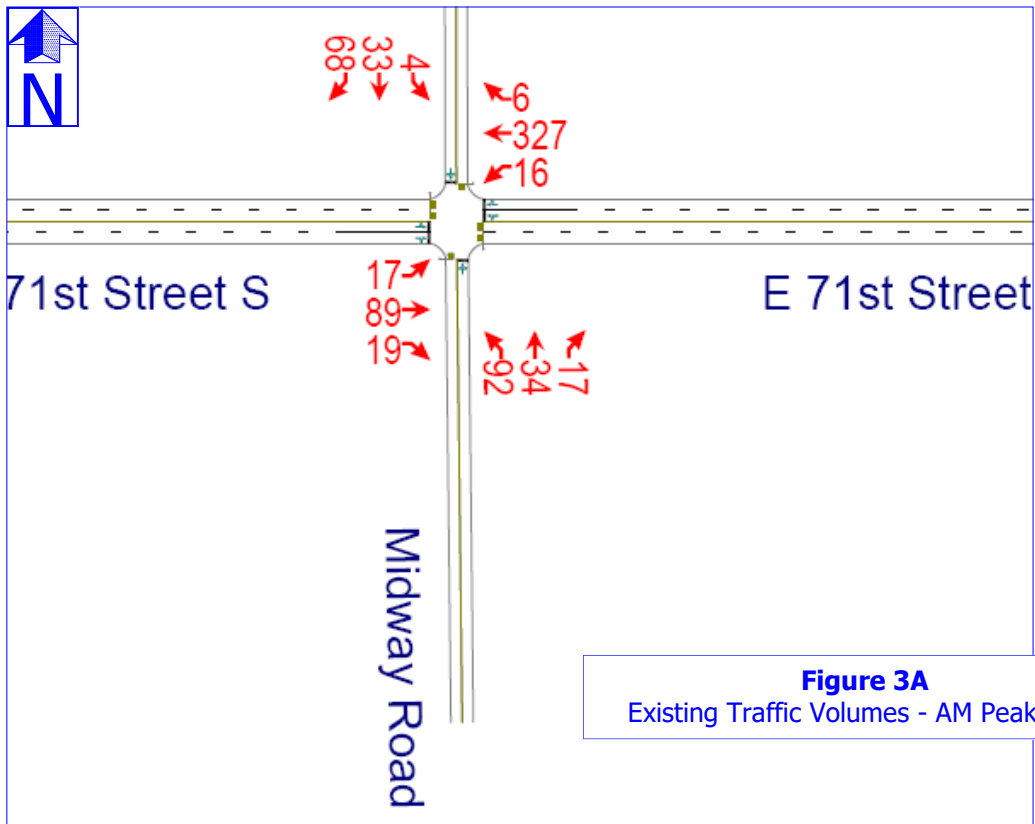 N
68
33
4
6
327
16
71st Street S
17
89
19
E 71st Street
92
34
17
Midway Road
Figure 3A
Existing Traffic Volumes - AM Peak